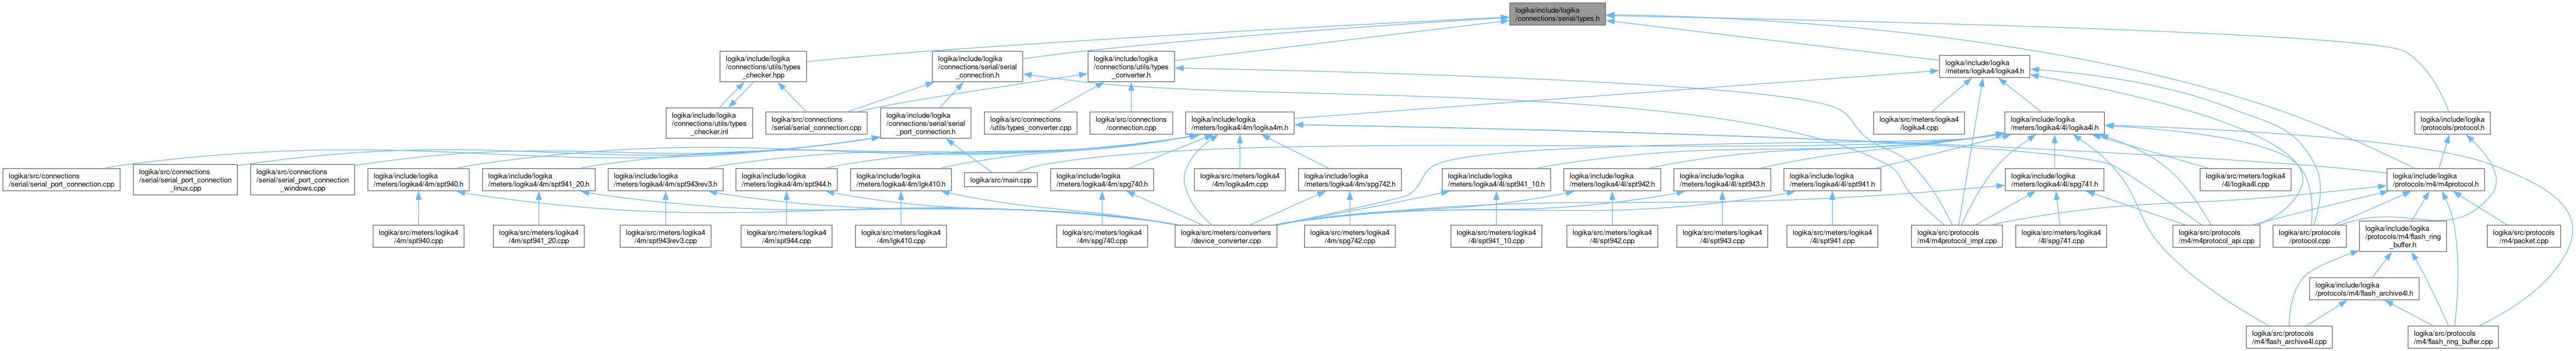 logika/include/logika
/connections/serial/types.h
logika/include/logika
/connections/utils/types
_checker.hpp
logika/include/logika
/connections/serial/serial
_connection.h
logika/include/logika
/connections/utils/types
_converter.h
logika/include/logika
/meters/logika4/logika4.h
logika/include/logika
/connections/utils/types
_checker.inl
logika/src/connections
/serial/serial_connection.cpp
logika/include/logika
/connections/serial/serial
_port_connection.h
logika/src/connections
/utils/types_converter.cpp
logika/src/connections
/connection.cpp
logika/include/logika
/meters/logika4/4m/logika4m.h
logika/src/meters/logika4
/logika4.cpp
logika/include/logika
/meters/logika4/4l/logika4l.h
logika/include/logika
/protocols/protocol.h
logika/src/connections
/serial/serial_port_connection.cpp
logika/src/connections
/serial/serial_port_connection
_linux.cpp
logika/src/connections
/serial/serial_port_connection
_windows.cpp
logika/include/logika
/meters/logika4/4m/spt940.h
logika/include/logika
/meters/logika4/4m/spt941_20.h
logika/include/logika
/meters/logika4/4m/spt943rev3.h
logika/include/logika
/meters/logika4/4m/spt944.h
logika/include/logika
/meters/logika4/4m/lgk410.h
logika/src/main.cpp
logika/include/logika
/meters/logika4/4m/spg740.h
logika/src/meters/logika4
/4m/logika4m.cpp
logika/include/logika
/meters/logika4/4m/spg742.h
logika/include/logika
/meters/logika4/4l/spt941_10.h
logika/include/logika
/meters/logika4/4l/spt942.h
logika/include/logika
/meters/logika4/4l/spt943.h
logika/include/logika
/meters/logika4/4l/spt941.h
logika/include/logika
/meters/logika4/4l/spg741.h
logika/src/meters/logika4
/4l/logika4l.cpp
logika/include/logika
/protocols/m4/m4protocol.h
logika/src/meters/logika4
/4m/spt940.cpp
logika/src/meters/logika4
/4m/spt941_20.cpp
logika/src/meters/logika4
/4m/spt943rev3.cpp
logika/src/meters/logika4
/4m/spt944.cpp
logika/src/meters/logika4
/4m/lgk410.cpp
logika/src/meters/logika4
/4m/spg740.cpp
logika/src/meters/converters
/device_converter.cpp
logika/src/meters/logika4
/4m/spg742.cpp
logika/src/meters/logika4
/4l/spt941_10.cpp
logika/src/meters/logika4
/4l/spt942.cpp
logika/src/meters/logika4
/4l/spt943.cpp
logika/src/meters/logika4
/4l/spt941.cpp
logika/src/protocols
/m4/m4protocol_impl.cpp
logika/src/meters/logika4
/4l/spg741.cpp
logika/src/protocols
/m4/m4protocol_api.cpp
logika/src/protocols
/protocol.cpp
logika/include/logika
/protocols/m4/flash_ring
_buffer.h
logika/src/protocols
/m4/packet.cpp
logika/include/logika
/protocols/m4/flash_archive4l.h
logika/src/protocols
/m4/flash_archive4l.cpp
logika/src/protocols
/m4/flash_ring_buffer.cpp